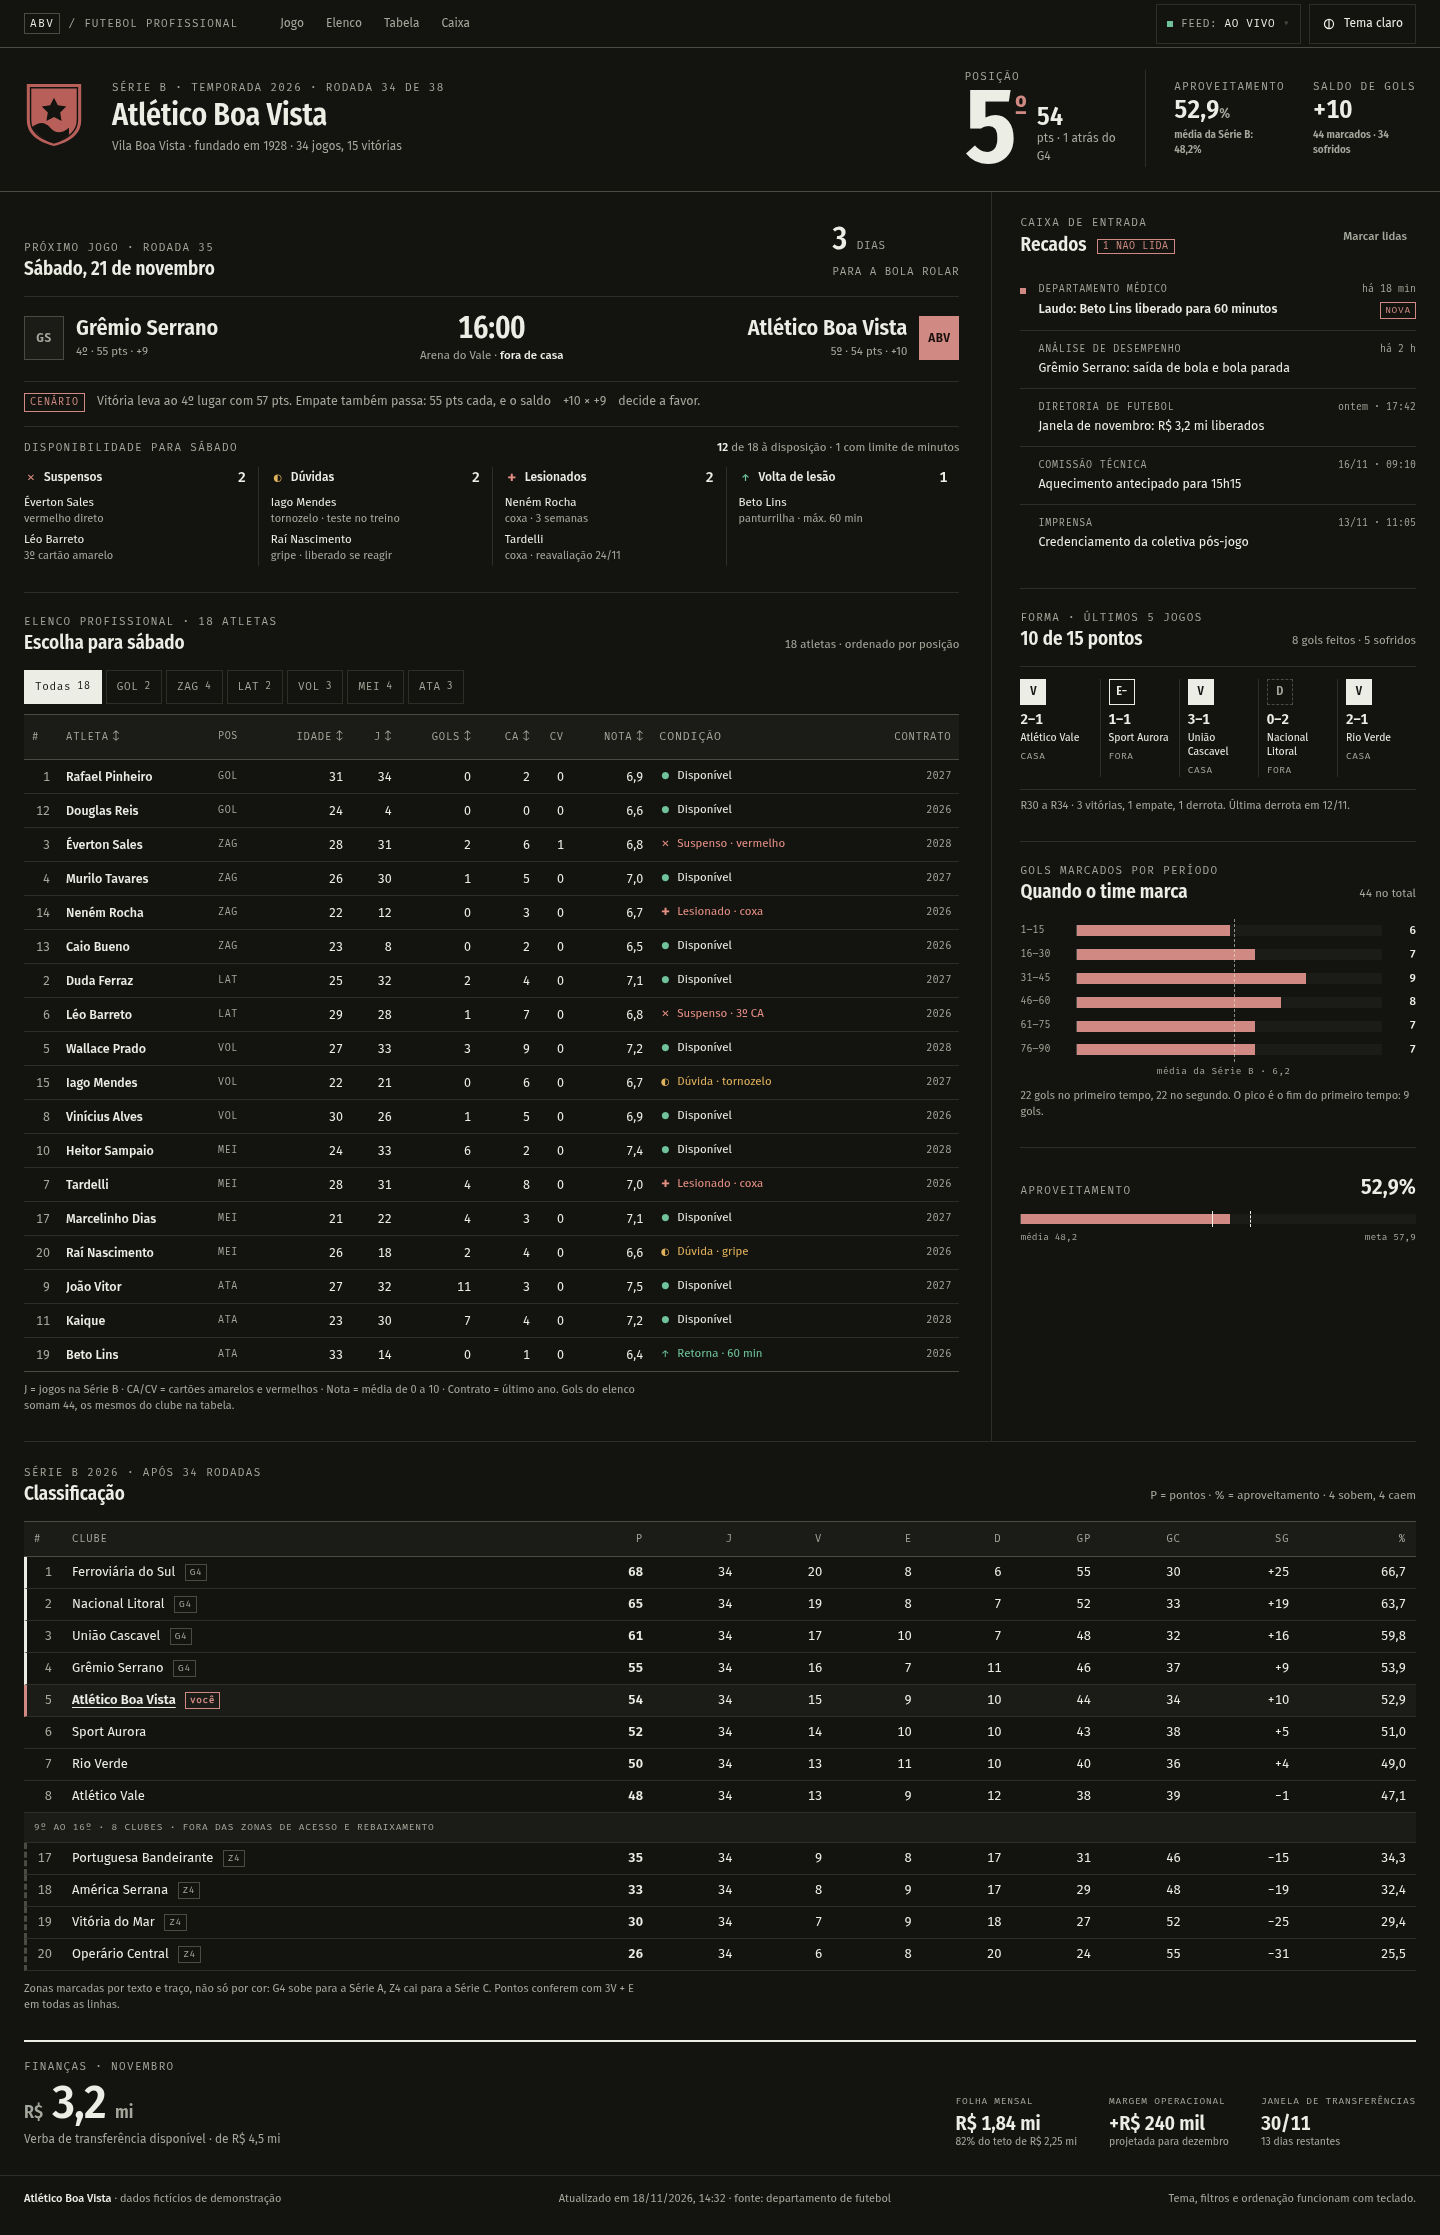 ABV / FUTEBOL PROFISSIONAL Jogo Elenco Tabela Caixa FEED: AO VIVO Tema claro
SÉRIE B · TEMPORADA 2026 · RODADA 34 DE 38
Atlético Boa Vista
Vila Boa Vista · fundado em 1928 · 34 jogos, 15 vitórias
POSIÇÃO
5º 54
pts · 1 atrás do
G4
APROVEITAMENTO
52,9%
média da Série B:
48,2%
SALDO DE GOLS
+10
44 marcados · 34
sofridos
PRÓXIMO JOGO · RODADA 35
Sábado, 21 de novembro
3 DIAS
PARA A BOLA ROLAR
GS Grêmio Serrano
4º · 55 pts · +9
16:00
Arena do Vale · fora de casa
Atlético Boa Vista ABV
5º · 54 pts · +10
CENÁRIO Vitória leva ao 4º lugar com 57 pts. Empate também passa: 55 pts cada, e o saldo +10 × +9 decide a favor.
DISPONIBILIDADE PARA SÁBADO 12 de 18 à disposição · 1 com limite de minutos
× Suspensos 2
Éverton Sales
vermelho direto
Léo Barreto
3º cartão amarelo
◐ Dúvidas 2
Iago Mendes
tornozelo · teste no treino
Raí Nascimento
gripe · liberado se reagir
✚ Lesionados 2
Neném Rocha
coxa · 3 semanas
Tardelli
coxa · reavaliação 24/11
↑ Volta de lesão 1
Beto Lins
panturrilha · máx. 60 min
ELENCO PROFISSIONAL · 18 ATLETAS
Escolha para sábado 18 atletas · ordenado por posição
Todas 18 GOL 2 ZAG 4 LAT 2 VOL 3 MEI 4 ATA 3
# ATLETA↕ POS IDADE↕ J↕ GOLS↕ CA↕ CV NOTA↕ CONDIÇÃO CONTRATO
1 Rafael Pinheiro GOL 31 34 0 2 0 6,9 ● Disponível 2027
12 Douglas Reis GOL 24 4 0 0 0 6,6 ● Disponível 2026
3 Éverton Sales ZAG 28 31 2 6 1 6,8 × Suspenso · vermelho 2028
4 Murilo Tavares ZAG 26 30 1 5 0 7,0 ● Disponível 2027
14 Neném Rocha ZAG 22 12 0 3 0 6,7 ✚ Lesionado · coxa 2026
13 Caio Bueno ZAG 23 8 0 2 0 6,5 ● Disponível 2026
2 Duda Ferraz LAT 25 32 2 4 0 7,1 ● Disponível 2027
6 Léo Barreto LAT 29 28 1 7 0 6,8 × Suspenso · 3º CA 2026
5 Wallace Prado VOL 27 33 3 9 0 7,2 ● Disponível 2028
15 Iago Mendes VOL 22 21 0 6 0 6,7 ◐ Dúvida · tornozelo 2027
8 Vinícius Alves VOL 30 26 1 5 0 6,9 ● Disponível 2026
10 Heitor Sampaio MEI 24 33 6 2 0 7,4 ● Disponível 2028
7 Tardelli MEI 28 31 4 8 0 7,0 ✚ Lesionado · coxa 2026
17 Marcelinho Dias MEI 21 22 4 3 0 7,1 ● Disponível 2027
20 Raí Nascimento MEI 26 18 2 4 0 6,6 ◐ Dúvida · gripe 2026
9 João Vitor ATA 27 32 11 3 0 7,5 ● Disponível 2027
11 Kaique ATA 23 30 7 4 0 7,2 ● Disponível 2028
19 Beto Lins ATA 33 14 0 1 0 6,4 ↑ Retorna · 60 min 2026
J = jogos na Série B · CA/CV = cartões amarelos e vermelhos · Nota = média de 0 a 10 · Contrato = último ano. Gols do elenco
somam 44, os mesmos do clube na tabela.
CAIXA DE ENTRADA
Recados 1 NÃO LIDA Marcar lidas
DEPARTAMENTO MÉDICO há 18 min
Laudo: Beto Lins liberado para 60 minutos NOVA
ANÁLISE DE DESEMPENHO há 2 h
Grêmio Serrano: saída de bola e bola parada
DIRETORIA DE FUTEBOL ontem · 17:42
Janela de novembro: R$ 3,2 mi liberados
COMISSÃO TÉCNICA 16/11 · 09:10
Aquecimento antecipado para 15h15
IMPRENSA 13/11 · 11:05
Credenciamento da coletiva pós-jogo
FORMA · ÚLTIMOS 5 JOGOS
10 de 15 pontos 8 gols feitos · 5 sofridos
V
2–1
Atlético Vale
CASA
E–
1–1
Sport Aurora
FORA
V
3–1
União
Cascavel
CASA
D
0–2
Nacional
Litoral
FORA
V
2–1
Rio Verde
CASA
R30 a R34 · 3 vitórias, 1 empate, 1 derrota. Última derrota em 12/11.
GOLS MARCADOS POR PERÍODO
Quando o time marca 44 no total
1–15 6
16–30 7
31–45 9
46–60 8
61–75 7
76–90 7
média da Série B · 6,2
22 gols no primeiro tempo, 22 no segundo. O pico é o fim do primeiro tempo: 9
gols.
APROVEITAMENTO 52,9%
média 48,2 meta 57,9
SÉRIE B 2026 · APÓS 34 RODADAS
Classificação P = pontos · % = aproveitamento · 4 sobem, 4 caem
# CLUBE P J V E D GP GC SG %
1 Ferroviária do Sul G4 68 34 20 8 6 55 30 +25 66,7
2 Nacional Litoral G4 65 34 19 8 7 52 33 +19 63,7
3 União Cascavel G4 61 34 17 10 7 48 32 +16 59,8
4 Grêmio Serrano G4 55 34 16 7 11 46 37 +9 53,9
5 Atlético Boa Vista você 54 34 15 9 10 44 34 +10 52,9
6 Sport Aurora 52 34 14 10 10 43 38 +5 51,0
7 Rio Verde 50 34 13 11 10 40 36 +4 49,0
8 Atlético Vale 48 34 13 9 12 38 39 −1 47,1
9º AO 16º · 8 CLUBES · FORA DAS ZONAS DE ACESSO E REBAIXAMENTO
17 Portuguesa Bandeirante Z4 35 34 9 8 17 31 46 −15 34,3
18 América Serrana Z4 33 34 8 9 17 29 48 −19 32,4
19 Vitória do Mar Z4 30 34 7 9 18 27 52 −25 29,4
20 Operário Central Z4 26 34 6 8 20 24 55 −31 25,5
Zonas marcadas por texto e traço, não só por cor: G4 sobe para a Série A, Z4 cai para a Série C. Pontos conferem com 3V + E
em todas as linhas.
FINANÇAS · NOVEMBRO
R$ 3,2 mi
Verba de transferência disponível · de R$ 4,5 mi
FOLHA MENSAL
R$ 1,84 mi
82% do teto de R$ 2,25 mi
MARGEM OPERACIONAL
+R$ 240 mil
projetada para dezembro
JANELA DE TRANSFERÊNCIAS
30/11
13 dias restantes
Atlético Boa Vista · dados fictícios de demonstração Atualizado em 18/11/2026, 14:32 · fonte: departamento de futebol Tema, filtros e ordenação funcionam com teclado.